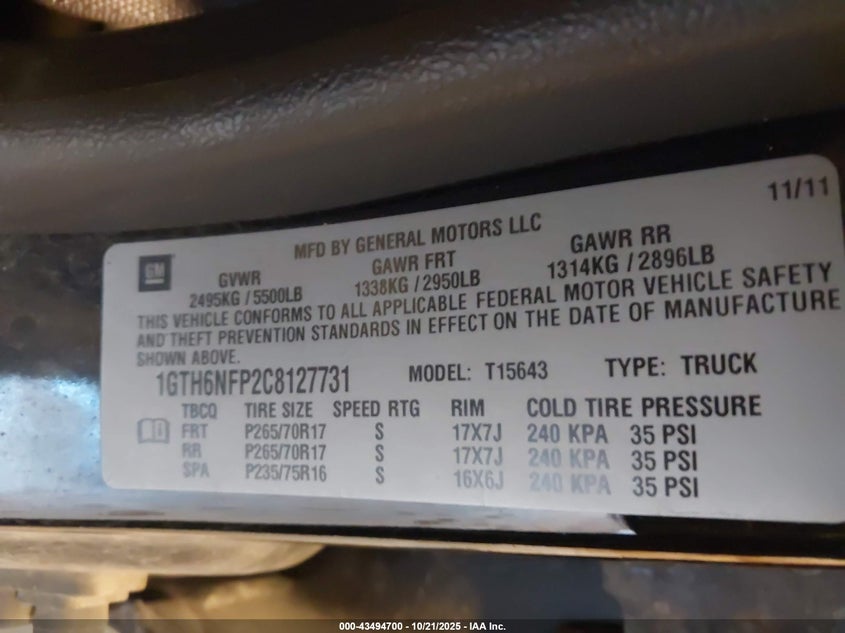 11/11
MFD BY GENERAL MOTORS LLC
GM
GVWR GAWR FRT GAWR RR
2495KG / 5500LB 1338KG / 2950LB 1314KG / 2896LB
THIS VEHICLE CONFORMS TO ALL APPLICABLE FEDERAL MOTOR VEHICLE SAFETY
AND THEFT PREVENTION STANDARDS IN EFFECT ON THE DATE OF MANUFACTURE
SHOWN ABOVE.
1GTH6NFP2C8127731 MODEL: T15643 TYPE: TRUCK
TBCQ TIRE SIZE SPEED RTG RIM COLD TIRE PRESSURE
FRT P265/70R17 S 17X7J 240 KPA 35 PSI
RR P265/70R17 S 17X7J 240 KPA 35 PSI
SPA P235/75R16 S 16X6J 240 KPA 35 PSI
000-43494700 - 10/21/2025 - IAA Inc.